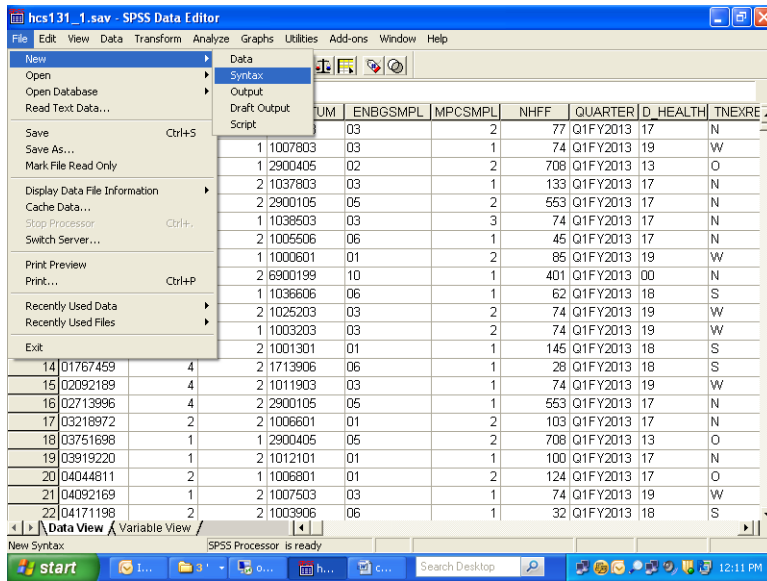 hcs131_1.sav - SPSS Data Editor
File Edit View Data Transform Analyze Graphs Utilities Add-ons Window Help
New
Open
Open Database
Read Text Data...
Save Ctrl+S
Save As...
Mark File Read Only
Display Data File Information
Cache Data...
Stop Processor Ctrl+.
Switch Server...
Print Preview
Print... Ctrl+P
Recently Used Data
Recently Used Files
Exit
Data
Syntax
Output
Draft Output
Script
UM ENBGSMPL MPCSMPL NHFF QUARTER D_HEALTH TNEXRE
03 2 77 Q1FY2013 17 N
1 1007803 03 1 74 Q1FY2013 19 W
1 2900405 02 2 708 Q1FY2013 13 O
2 1037803 03 1 133 Q1FY2013 17 N
2 2900105 05 2 553 Q1FY2013 17 N
1 1038503 03 3 74 Q1FY2013 17 N
2 1005506 06 1 45 Q1FY2013 17 N
1 1000601 01 2 85 Q1FY2013 19 W
2 6900199 10 1 401 Q1FY2013 00 N
1 1036606 06 1 62 Q1FY2013 18 S
2 1025203 03 2 74 Q1FY2013 19 W
1 1003203 03 2 74 Q1FY2013 19 W
2 1001301 01 1 145 Q1FY2013 18 S
14 01767459 4 2 1713906 06 1 28 Q1FY2013 18 S
15 02092189 4 2 1011903 03 1 74 Q1FY2013 19 W
16 02713996 4 2 2900105 05 1 553 Q1FY2013 17 N
17 03218972 2 2 1006601 01 2 103 Q1FY2013 17 N
18 03751698 1 1 2900405 05 2 708 Q1FY2013 13 O
19 03919220 1 2 1012101 01 1 100 Q1FY2013 17 N
20 04044811 2 1 1006801 01 2 124 Q1FY2013 17 O
21 04092169 1 2 1007503 03 1 74 Q1FY2013 19 W
22 04171198 2 2 1003906 06 1 32 Q1FY2013 18 S
Data View Variable View
New Syntax SPSS Processor is ready
start I... 3 o... h... c... Search Desktop 12:11 PM